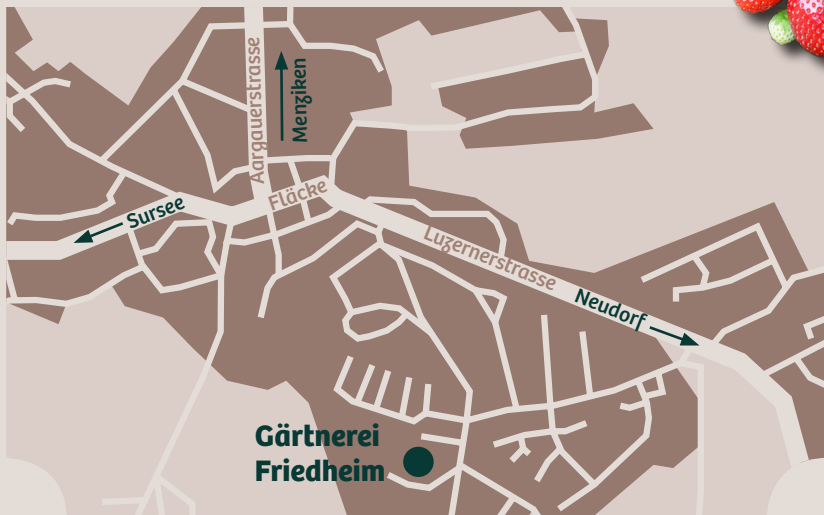 Aargauerstrasse
Menziken
Fläcke
Sursee
Luzernerstrasse
Neudorf
Gärtnerei
Friedheim